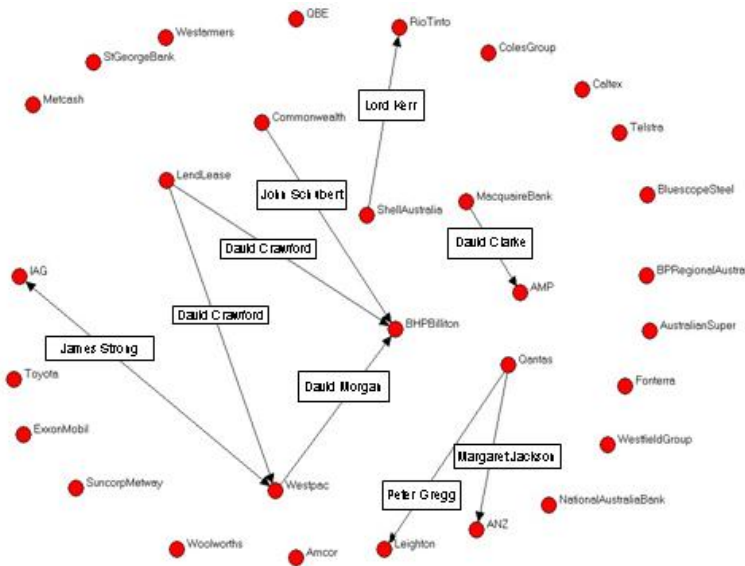 QBE
RioTinto
Wesfarmers
ColesGroup
StGeorgeBank
Caltex
Metcash
Lord Kerr
Commonwealth
Telstra
LendLease
John Schubert
MacquaireBank
BluescopeSteel
ShellAustralia
David Crawford
David Clarke
IAG
BPRegionalAustra
AMP
David Crawford
BHPBilliton
AustralianSuper
James Strong
Qantas
Toyota
David Morgan
Fonterra
ExxonMobil
WestfieldGroup
Margaret Jackson
SuncorpMetway
Westpac
Peter Gregg
NationalAustraliaBank
ANZ
Woolworths
Amcor
Leighton